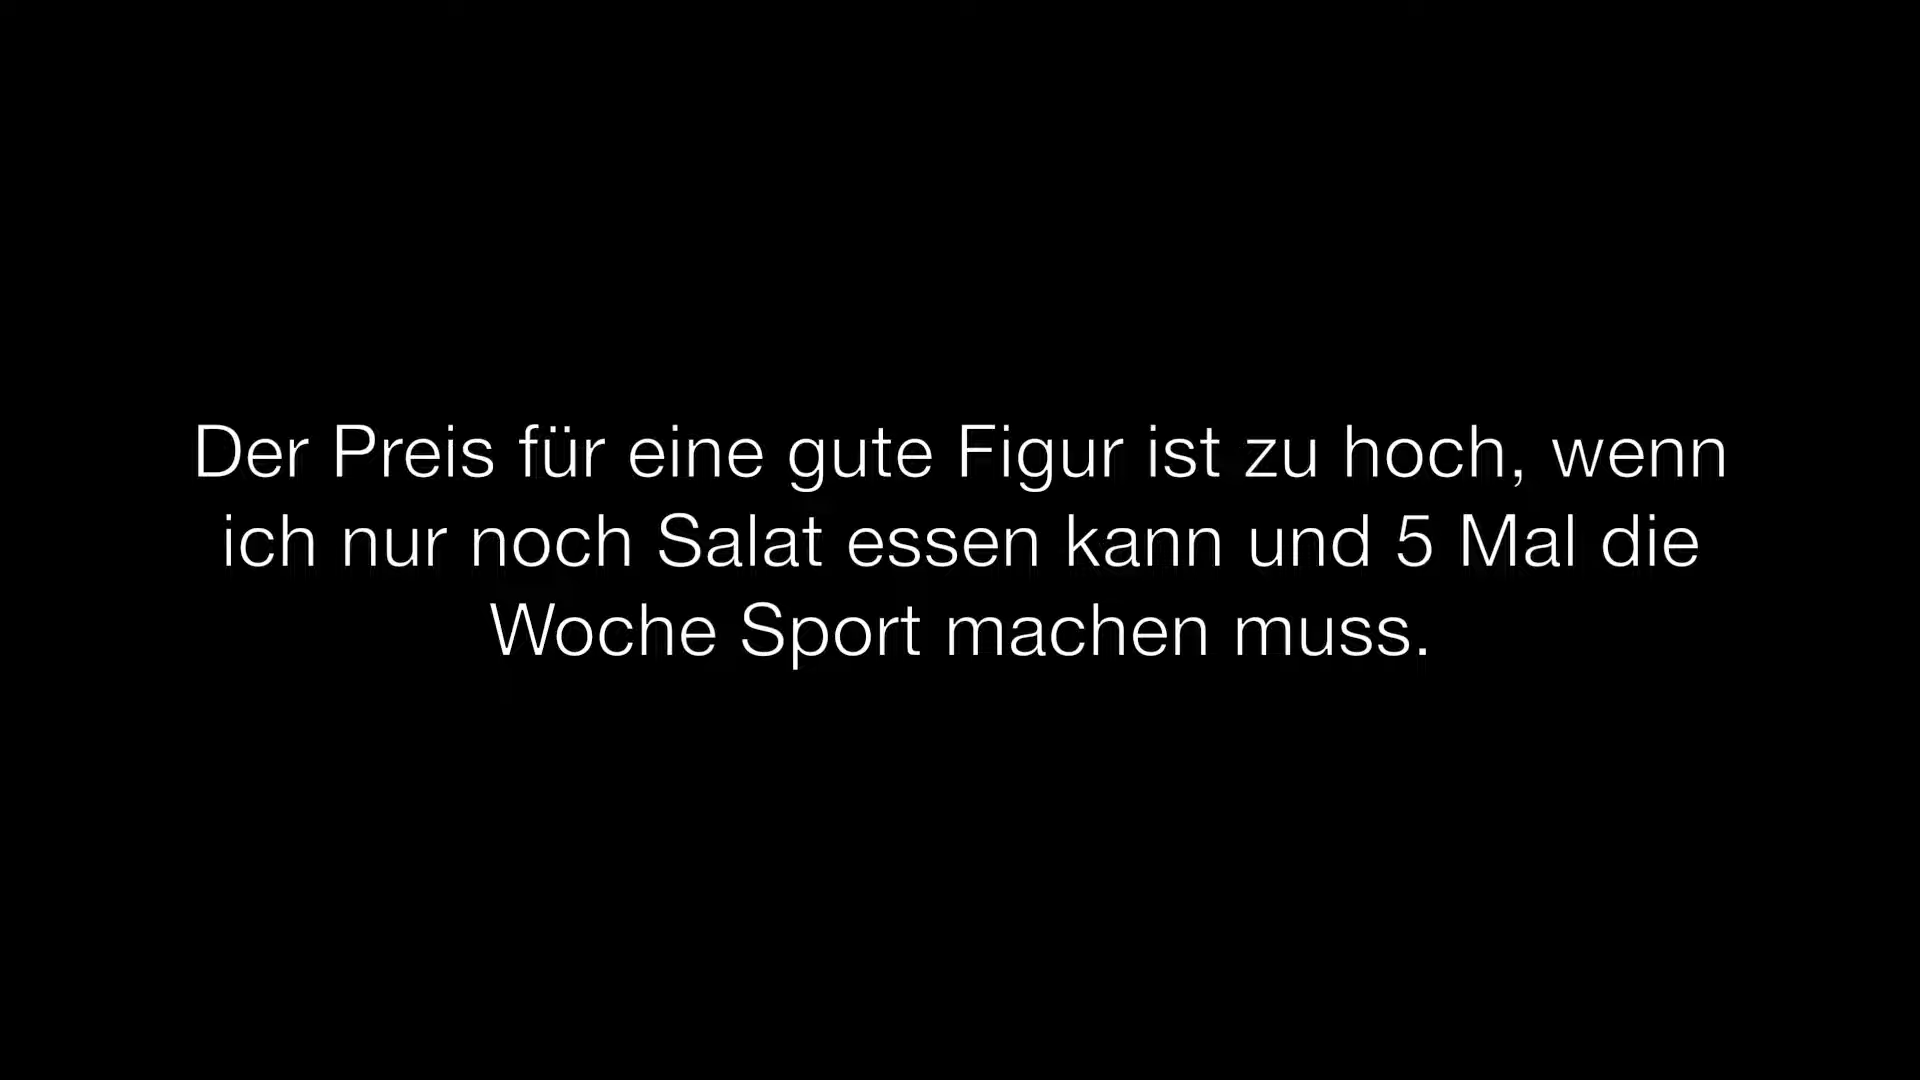 Der Preis für eine gute Figur ist zu hoch, wenn
ich nur noch Salat essen kann und 5 Mal die
Woche Sport machen muss.